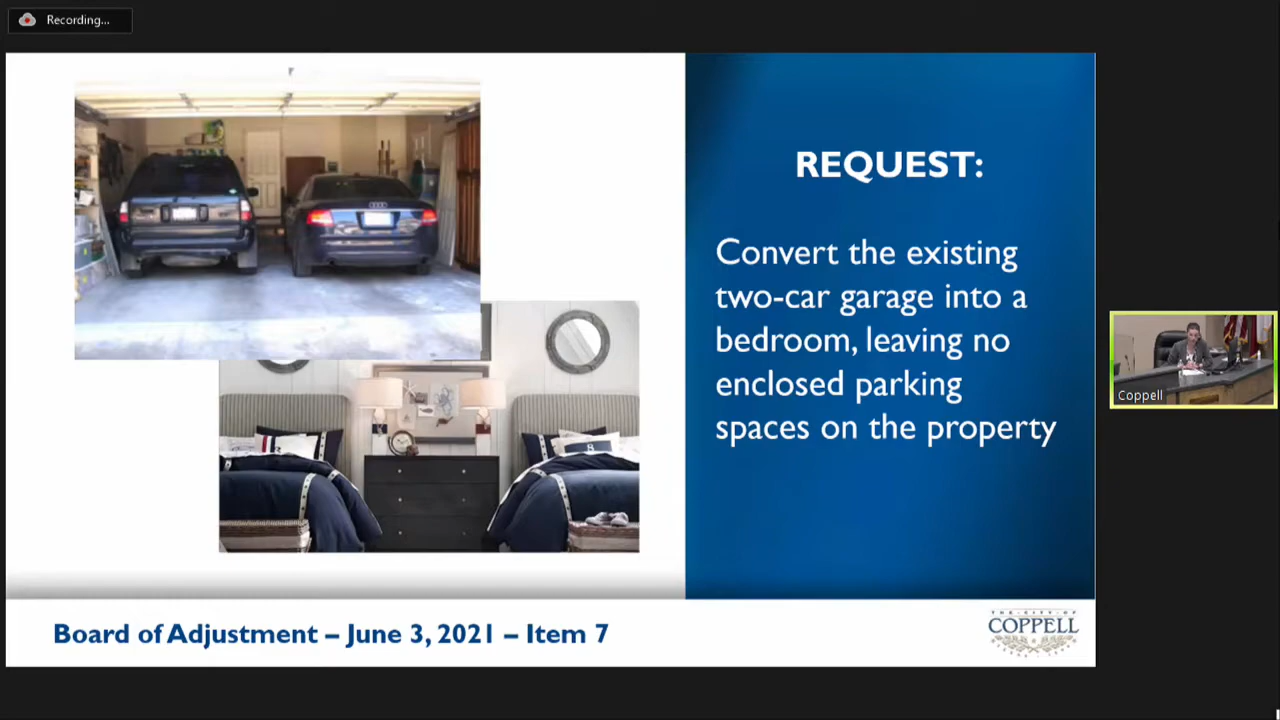 Recording...
REQUEST:
Convert the existing
two-car garage into a
bedroom, leaving no
enclosed parking
spaces on the property
Coppell
Board of Adjustment – June 3, 2021 – Item 7
THE·CITY·OF
COPPELL